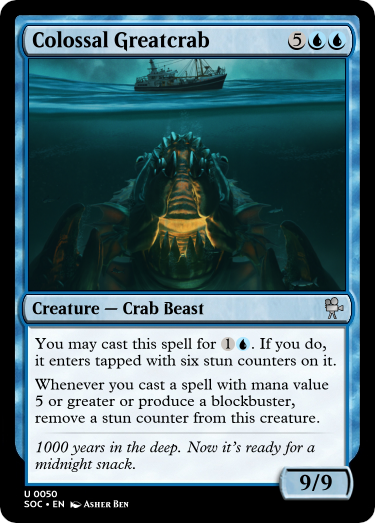 Colossal Greatcrab 5
Creature — Crab Beast
You may cast this spell for 1. If you do,
it enters tapped with six stun counters on it.
Whenever you cast a spell with mana value
5 or greater or produce a blockbuster,
remove a stun counter from this creature.
1000 years in the deep. Now it's ready for a
midnight snack.
9/9
U 0050
SOC • EN Asher Ben